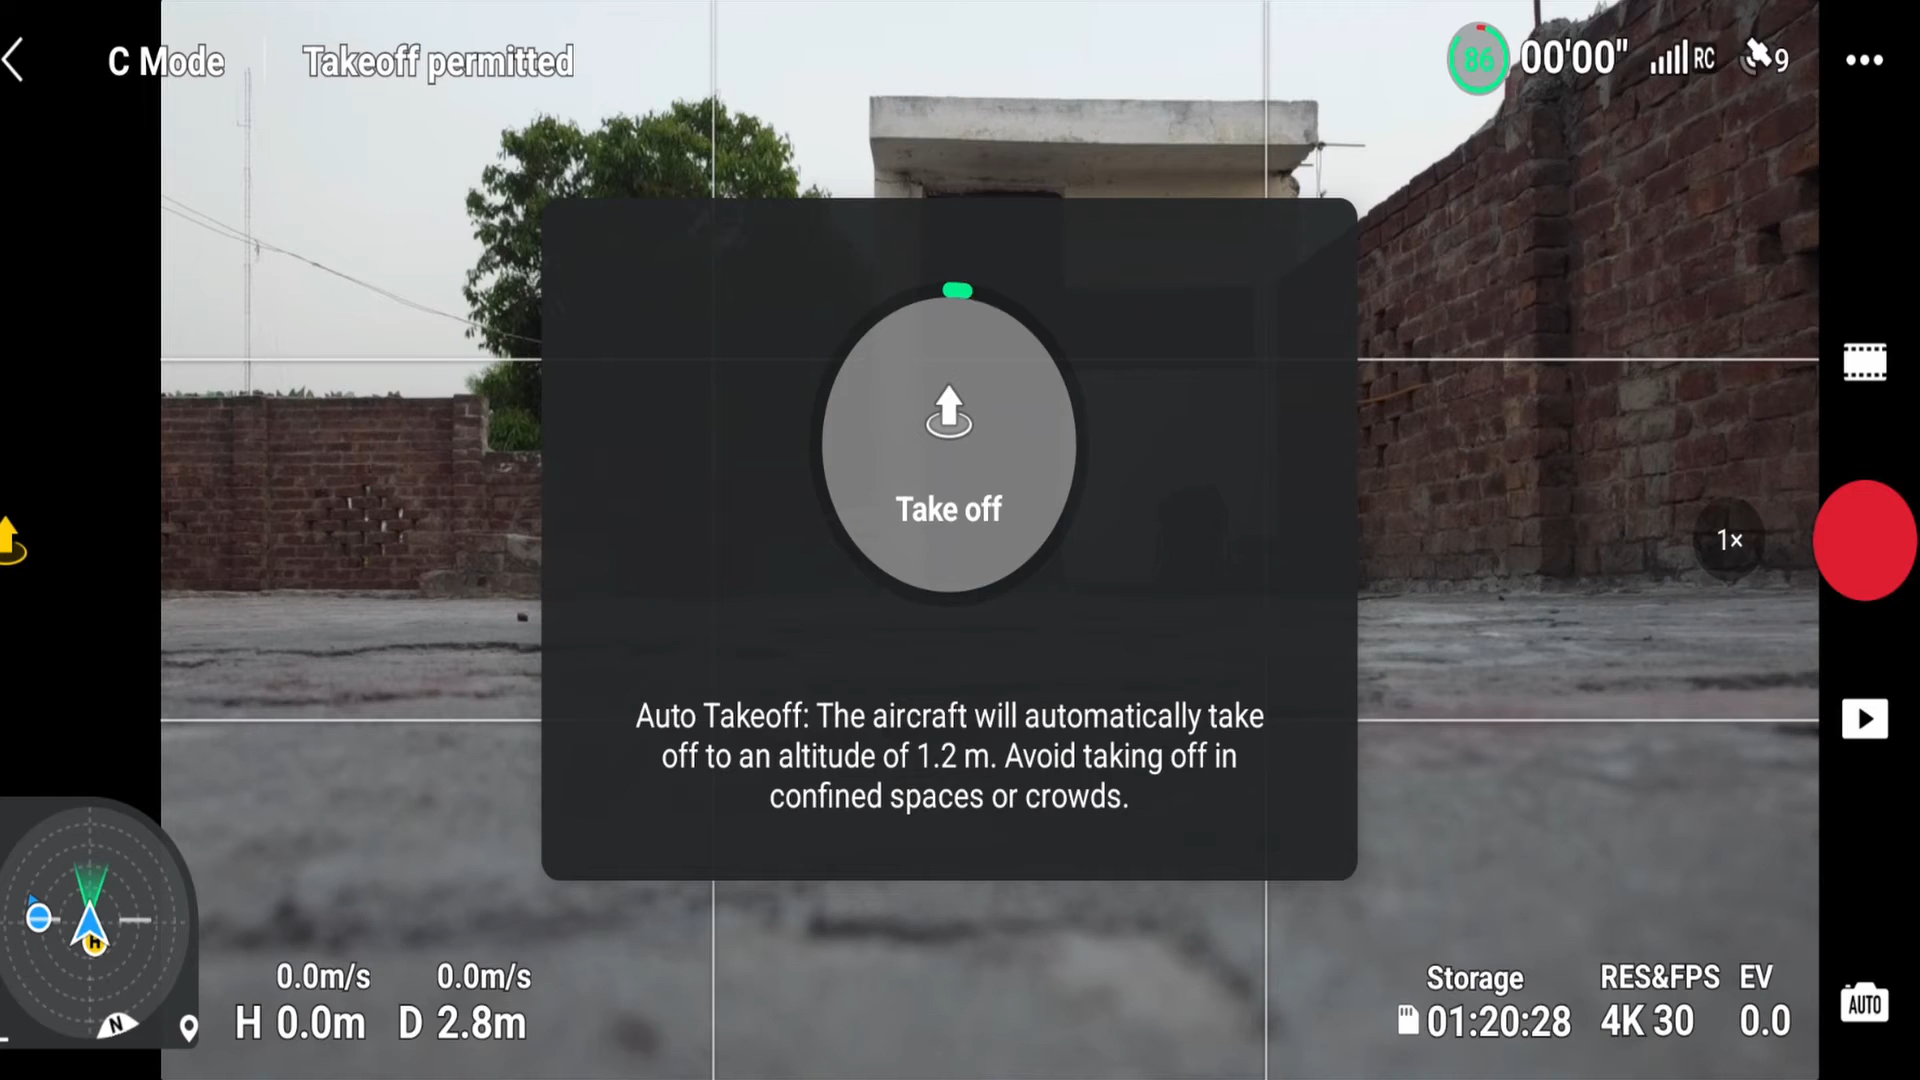 C Mode
Takeoff permitted
86
00'00"
RC
9
Take off
1×
Auto Takeoff: The aircraft will automatically take
off to an altitude of 1.2 m. Avoid taking off in
confined spaces or crowds.
H
N
0.0m/s
0.0m/s
H 0.0m
D 2.8m
Storage
RES&FPS
EV
01:20:28
4K 30
0.0
AUTO